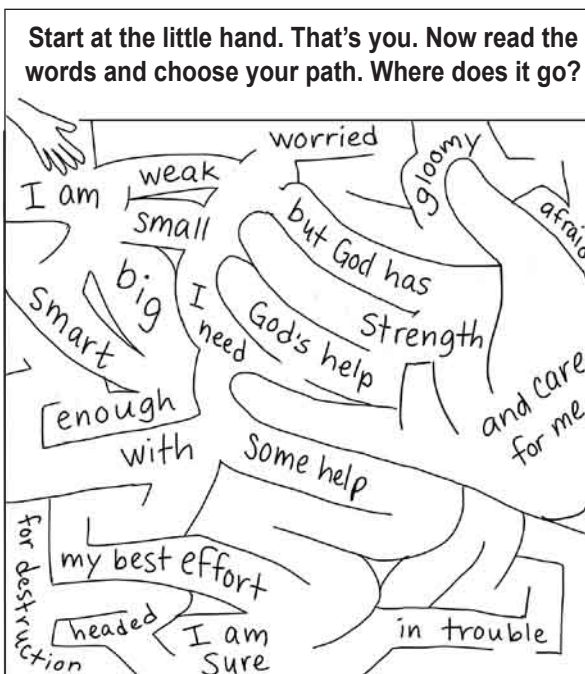 Start at the little hand. That's you. Now read the
words and choose your path. Where does it go?
worried
gloomy
I am
weak
afraid
small
but God has
big
I
need
God's help
Strength
smart
and care
for me
enough
with
some help
for destruction
my best effort
headed
I am
sure
in trouble